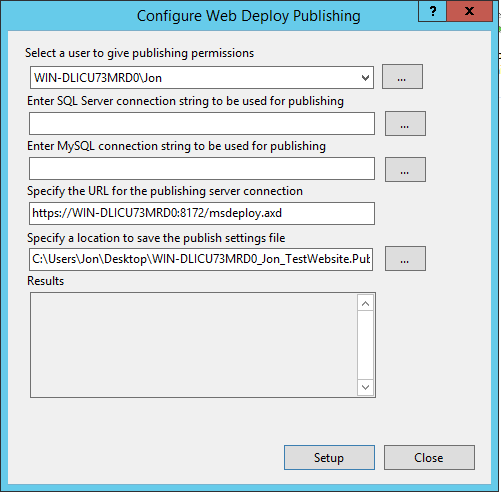 Configure Web Deploy Publishing
? x
Select a user to give publishing permissions
WIN-DLICU73MRD0\Jon
...
Enter SQL Server connection string to be used for publishing
...
Enter MySQL connection string to be used for publishing
...
Specify the URL for the publishing server connection
https://WIN-DLICU73MRD0:8172/msdeploy.axd
Specify a location to save the publish settings file
C:\Users\Jon\Desktop\WIN-DLICU73MRD0_Jon_TestWebsite.Pub
...
Results
Setup
Close